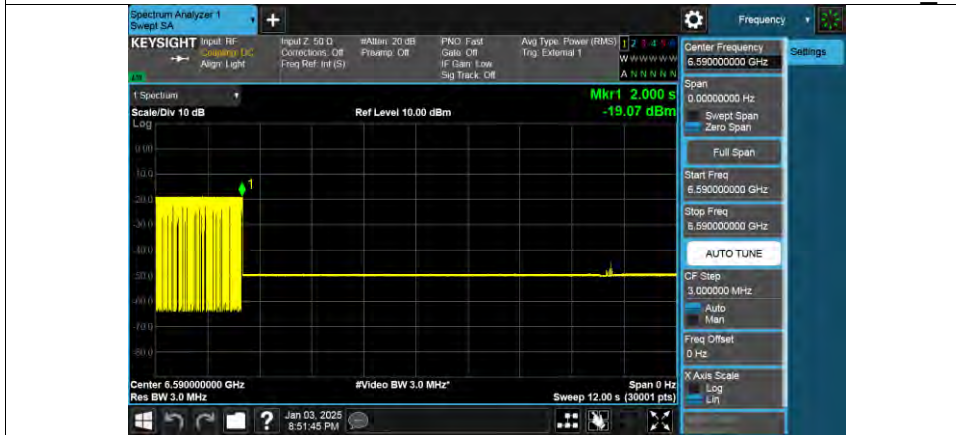 Spectrum Analyzer 1
Swept SA
+
Frequency
KEYSIGHT
Input: RF
Coupling: DC
Align: Light
Input Z: 50 Ω
Corrections: Off
Freq Ref: Int (S)
#Atten: 20 dB
Preamp: Off
PNO: Fast
Gate: Off
IF Gain: Low
Sig Track: Off
Avg Type: Power (RMS)
Trig: External 1
1 2 3 4 5 6
W W W W W W
A N N N N N
Center Frequency
6.590000000 GHz
Settings
1 Spectrum
Scale/Div 10 dB
Ref Level 10.00 dBm
Mkr1 2.000 s
-19.07 dBm
Span
0.00000000 Hz
Swept Span
Zero Span
Full Span
Start Freq
6.590000000 GHz
Stop Freq
6.590000000 GHz
AUTO TUNE
CF Step
3.000000 MHz
Auto
Man
Freq Offset
0 Hz
X Axis Scale
Log
Lin
Log
0.00
-10.0
-20.0
-30.0
-40.0
-50.0
-60.0
-70.0
-80.0
1
Center 6.590000000 GHz
#Video BW 3.0 MHz*
Span 0 Hz
Res BW 3.0 MHz
Sweep 12.00 s (30001 pts)
?
Jan 03, 2025
8:51:45 PM